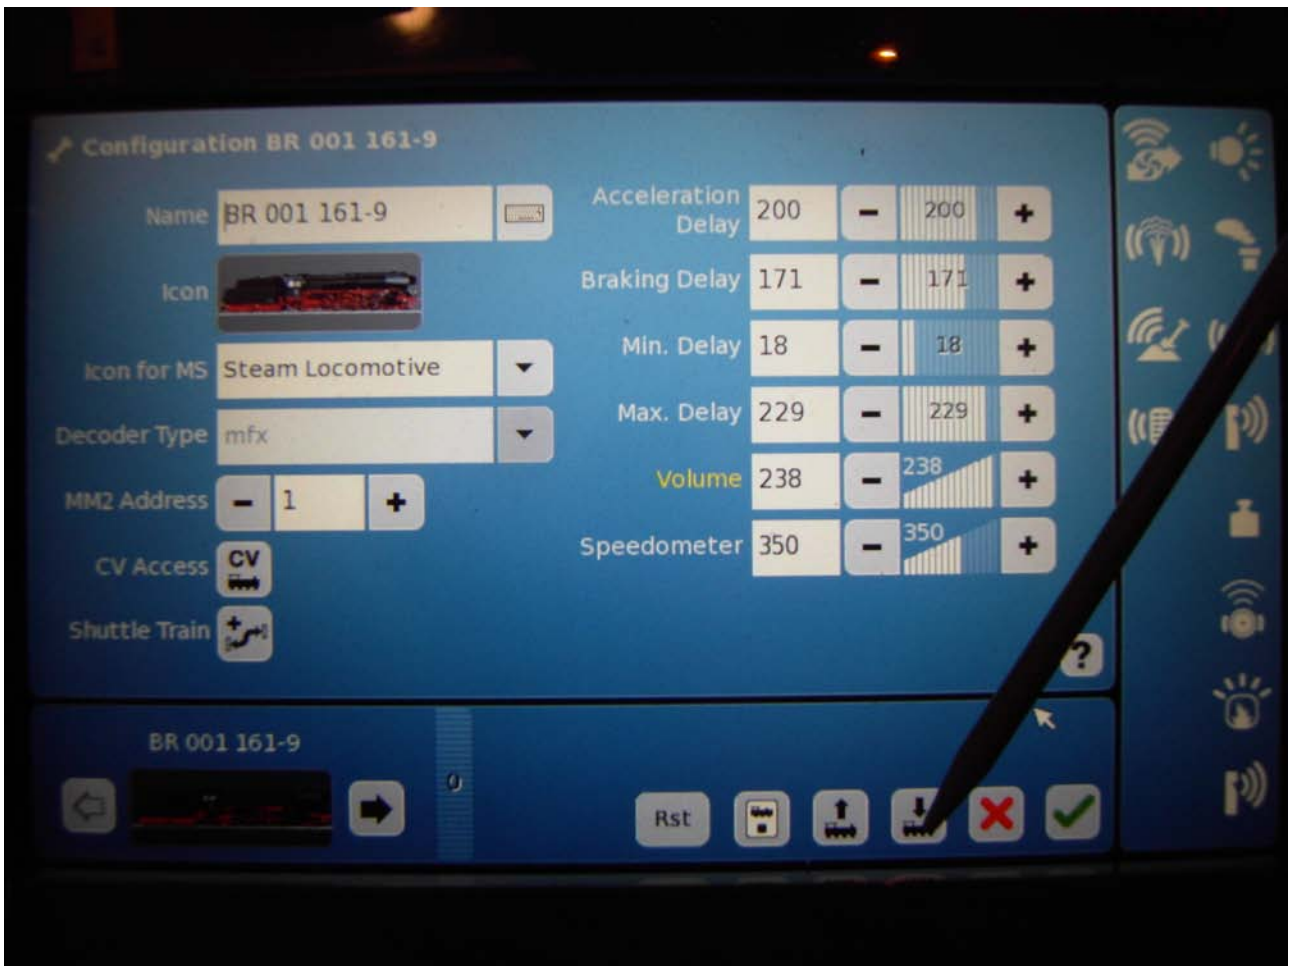 Configuration BR 001 161-9
Name BR 001 161-9
Icon
Icon for MS Steam Locomotive
Decoder Type mfx
MM2 Address - 1 +
CV Access CV
Shuttle Train
Acceleration
Delay 200 - 200 +
Braking Delay 171 - 171 +
Min. Delay 18 - 18 +
Max. Delay 229 - 229 +
Volume 238 - 238 +
Speedometer 350 - 350 +
?
BR 001 161-9
0
Rst